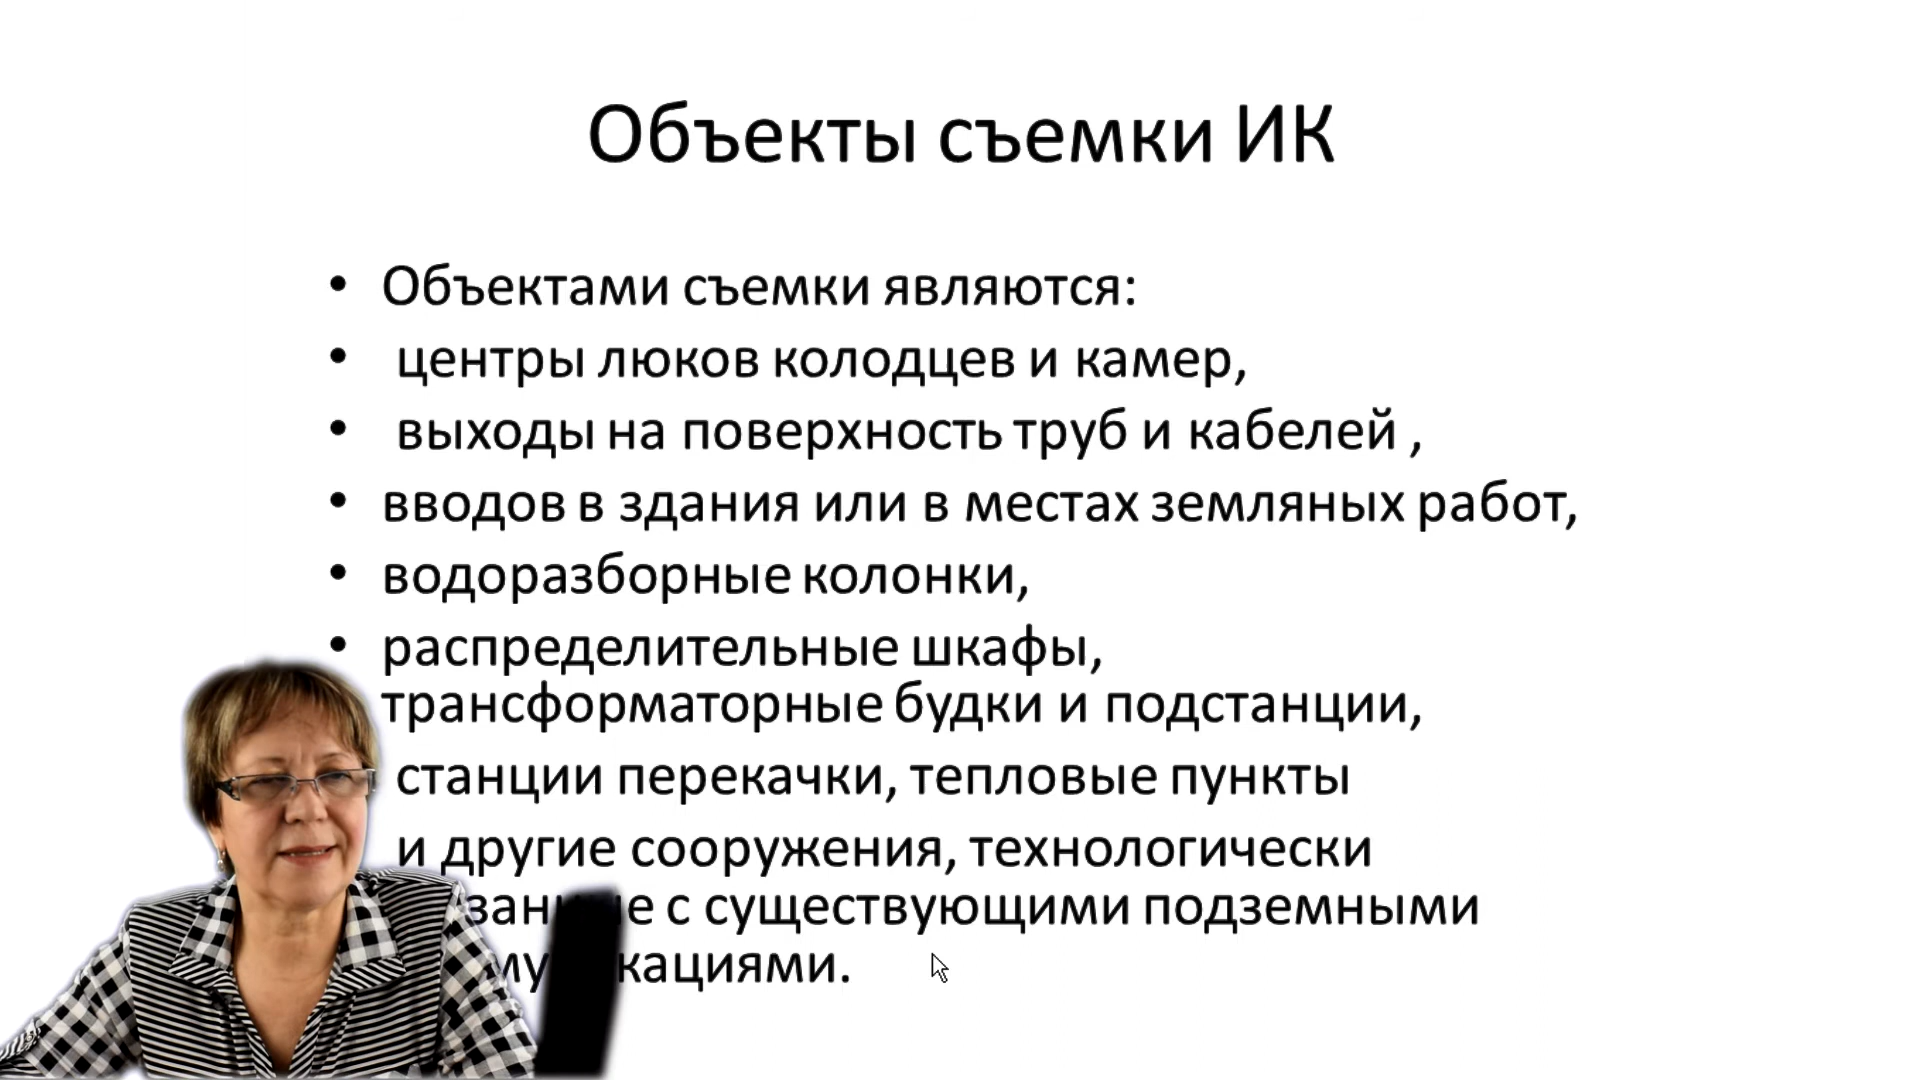 Объекты съемки ИК
• Объектами съемки являются:
• центры люков колодцев и камер,
• выходы на поверхность труб и кабелей ,
• вводов в здания или в местах земляных работ,
• водоразборные колонки,
• распределительные шкафы,
трансформаторные будки и подстанции,
станции перекачки, тепловые пункты
и другие сооружения, технологически
с существующими подземными